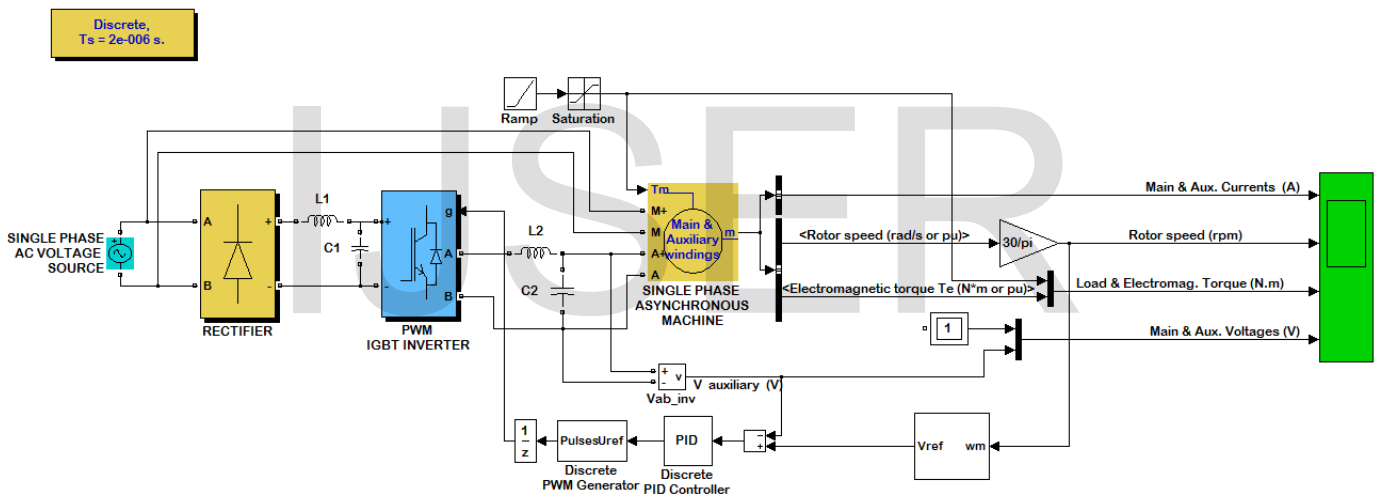 Discrete,
Ts = 2e-006 s.
IJSER
Ramp
Saturation
SINGLE PHASE
AC VOLTAGE
SOURCE
+
A
B
+
-
RECTIFIER
L1
C1
+
-
g
A
B
PWM
IGBT INVERTER
L2
C2
Tm
M+
M
A+
A
m
Main &
Auxiliary
windings
SINGLE PHASE
ASYNCHRONOUS
MACHINE
<Rotor speed (rad/s or pu)>
<Electromagnetic torque Te (N*m or pu)>
30/pi
1
Main & Aux. Currents (A)
Rotor speed (rpm)
Load & Electromag. Torque (N.m)
Main & Aux. Voltages (V)
+
-
v
Vab_inv
V auxiliary (V)
1
z
PulsesUref
Discrete
PWM Generator
PID
Discrete
PID Controller
−
+
Vref
wm